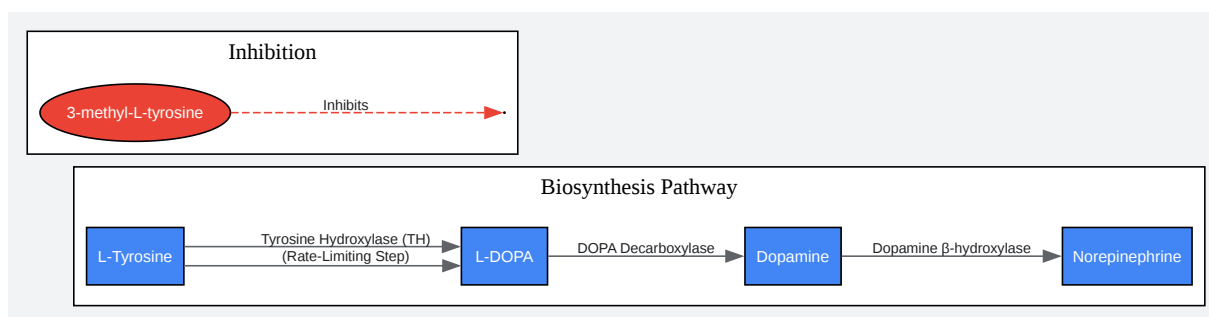 Inhibition
3-methyl-L-tyrosine
Inhibits
Biosynthesis Pathway
L-Tyrosine
Tyrosine Hydroxylase (TH)
(Rate-Limiting Step)
L-DOPA
DOPA Decarboxylase
Dopamine
Dopamine β-hydroxylase
Norepinephrine